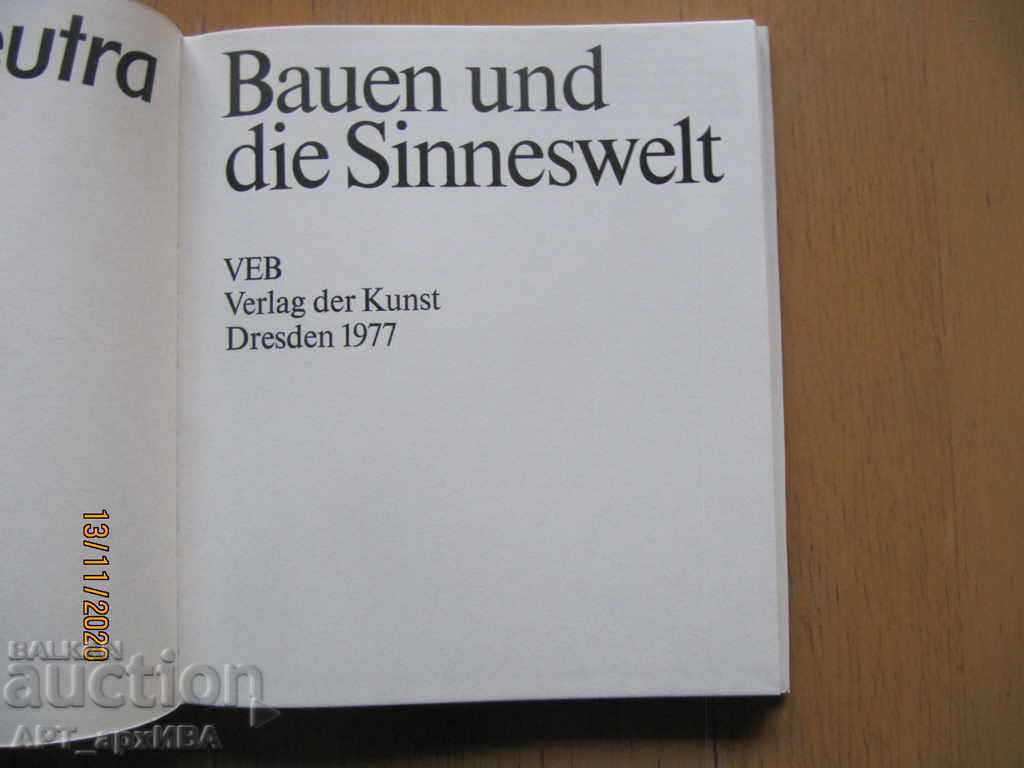 eutra
Bauen und
die Sinneswelt
VEB
Verlag der Kunst
Dresden 1977
13/11/2020
BALKAN
auction
АРТ_архИВА